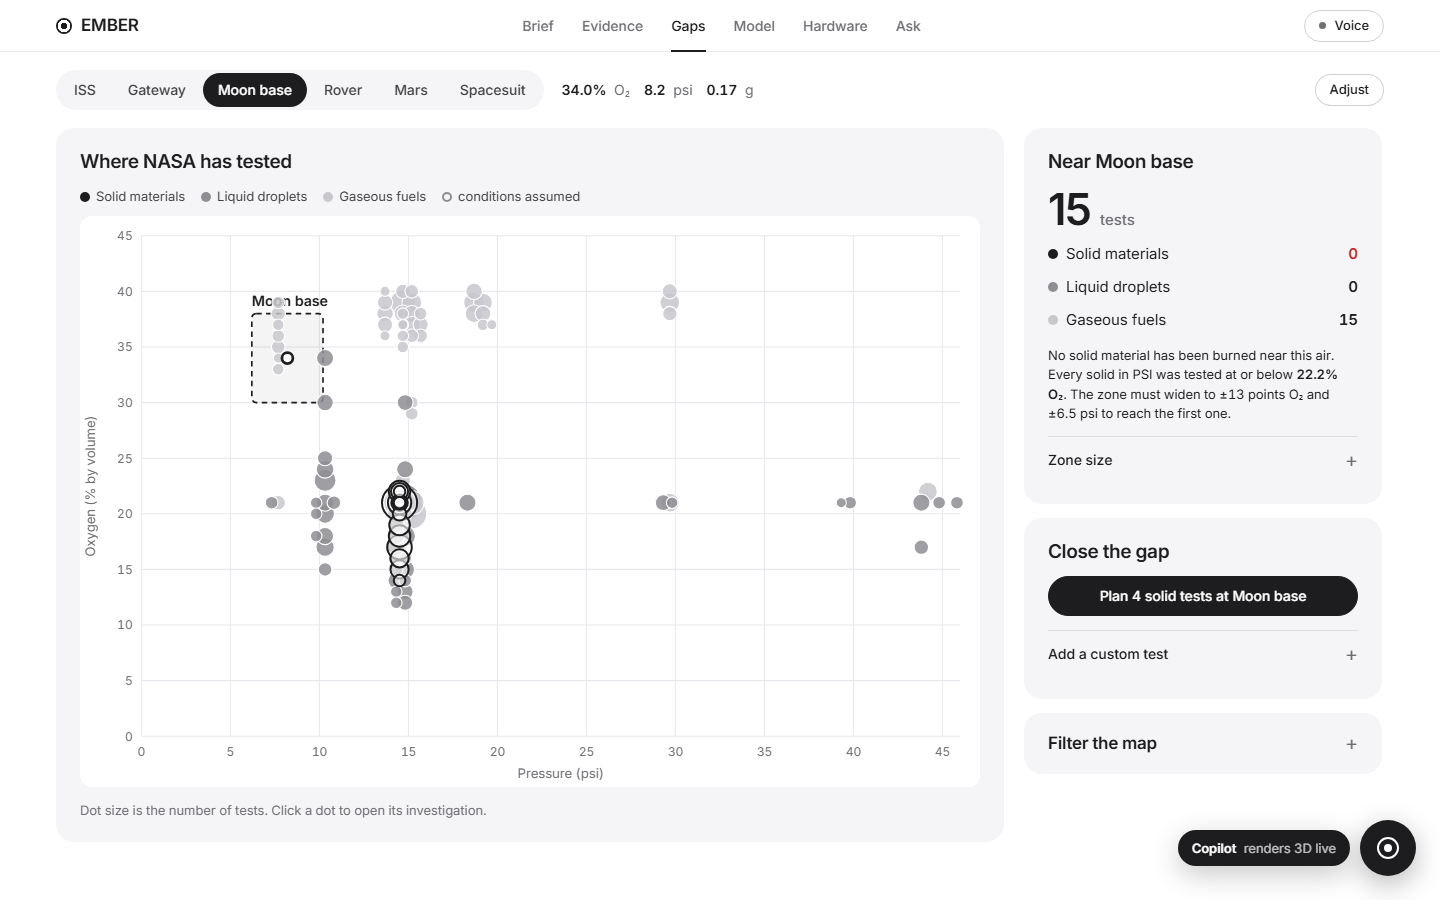 EMBER
Brief Evidence Gaps Model Hardware Ask
Voice
ISS Gateway Moon base Rover Mars Spacesuit
34.0% O₂ 8.2 psi 0.17 g
Adjust
Where NASA has tested
Solid materials Liquid droplets Gaseous fuels conditions assumed
45
40
35
30
25
20
15
10
5
0
Moon base
Oxygen (% by volume)
0 5 10 15 20 25 30 35 40 45
Pressure (psi)
Dot size is the number of tests. Click a dot to open its investigation.
Near Moon base
15 tests
Solid materials 0
Liquid droplets 0
Gaseous fuels 15
No solid material has been burned near this air.
Every solid in PSI was tested at or below 22.2%
O₂. The zone must widen to ±13 points O₂ and
±6.5 psi to reach the first one.
Zone size +
Close the gap
Plan 4 solid tests at Moon base
Add a custom test +
Filter the map +
Copilot renders 3D live